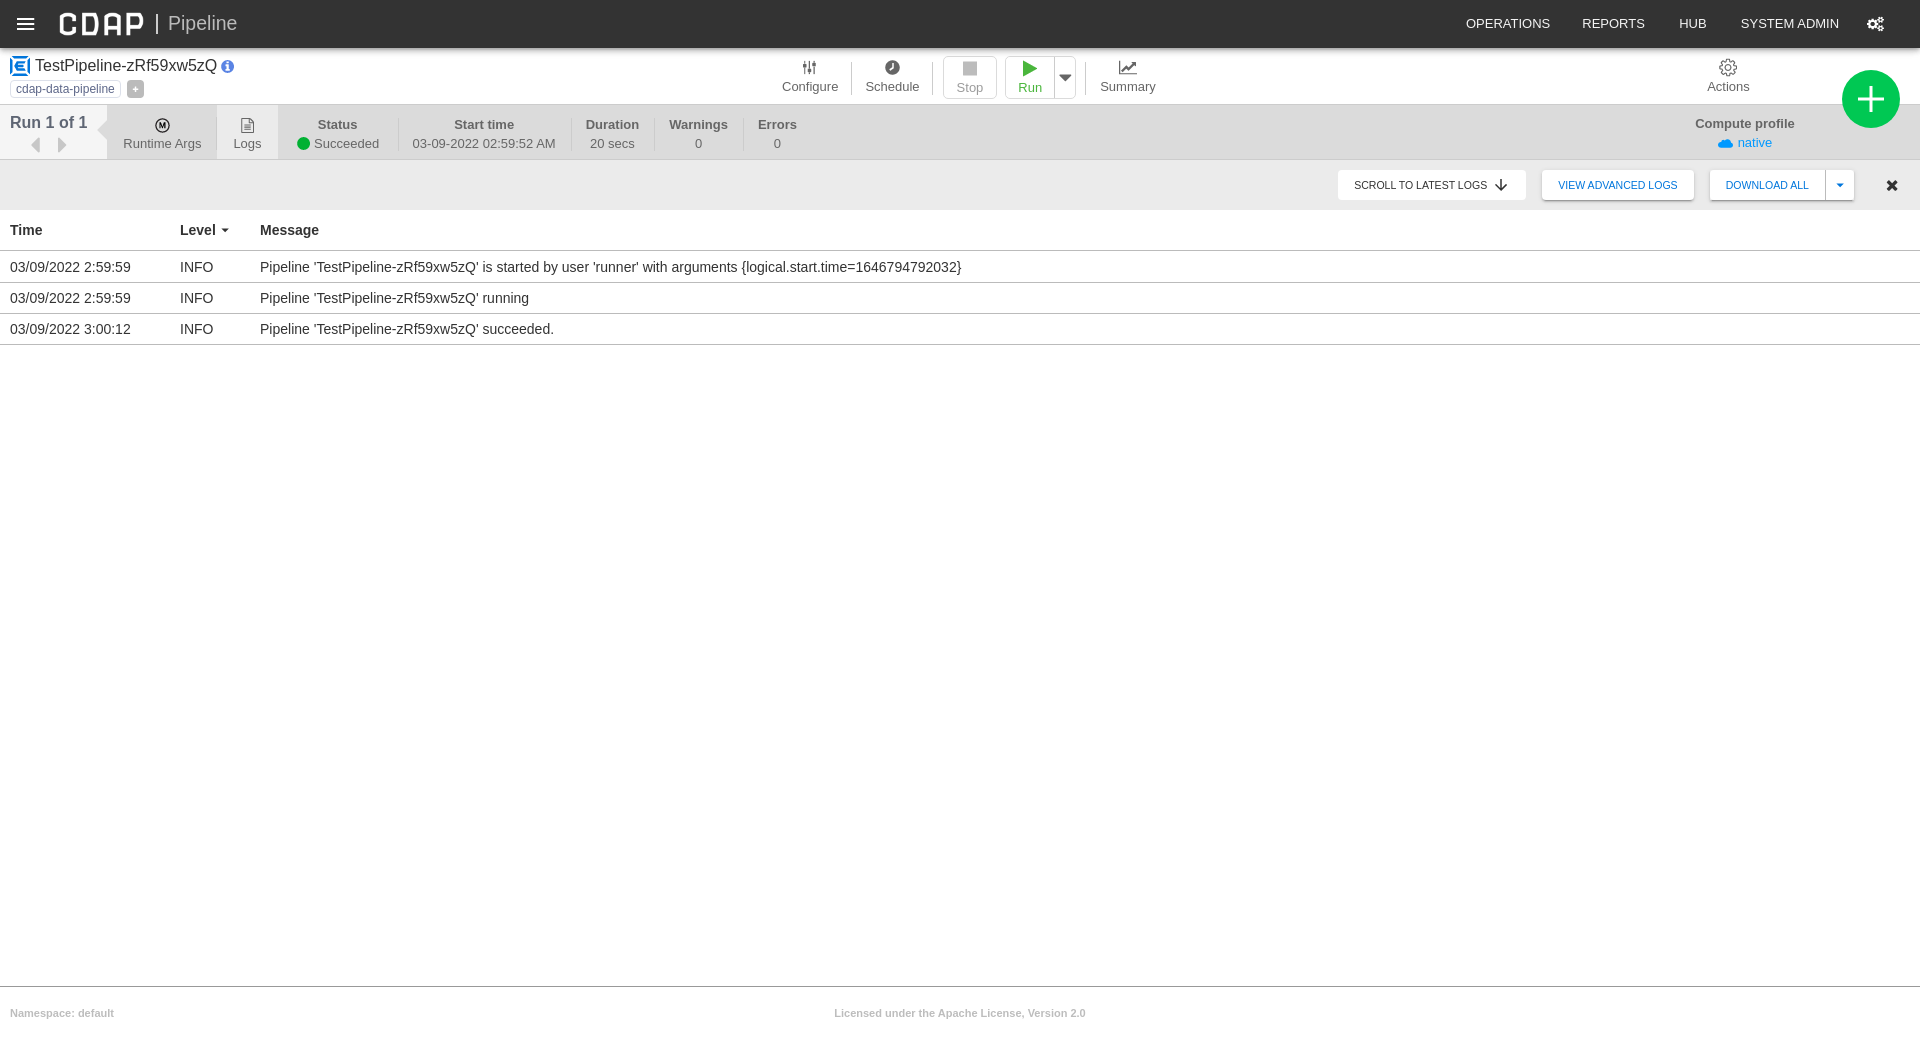 CDAP | Pipeline
OPERATIONS REPORTS HUB SYSTEM ADMIN
TestPipeline-zRf59xw5zQ
cdap-data-pipeline +
Configure Schedule Stop Run Summary Actions
Run 1 of 1
Runtime Args
Logs
Status
Succeeded
Start time
03-09-2022 02:59:52 AM
Duration
20 secs
Warnings
0
Errors
0
Compute profile
native
SCROLL TO LATEST LOGS VIEW ADVANCED LOGS DOWNLOAD ALL
Time Level Message
03/09/2022 2:59:59 INFO Pipeline 'TestPipeline-zRf59xw5zQ' is started by user 'runner' with arguments {logical.start.time=1646794792032}
03/09/2022 2:59:59 INFO Pipeline 'TestPipeline-zRf59xw5zQ' running
03/09/2022 3:00:12 INFO Pipeline 'TestPipeline-zRf59xw5zQ' succeeded.
Namespace: default Licensed under the Apache License, Version 2.0